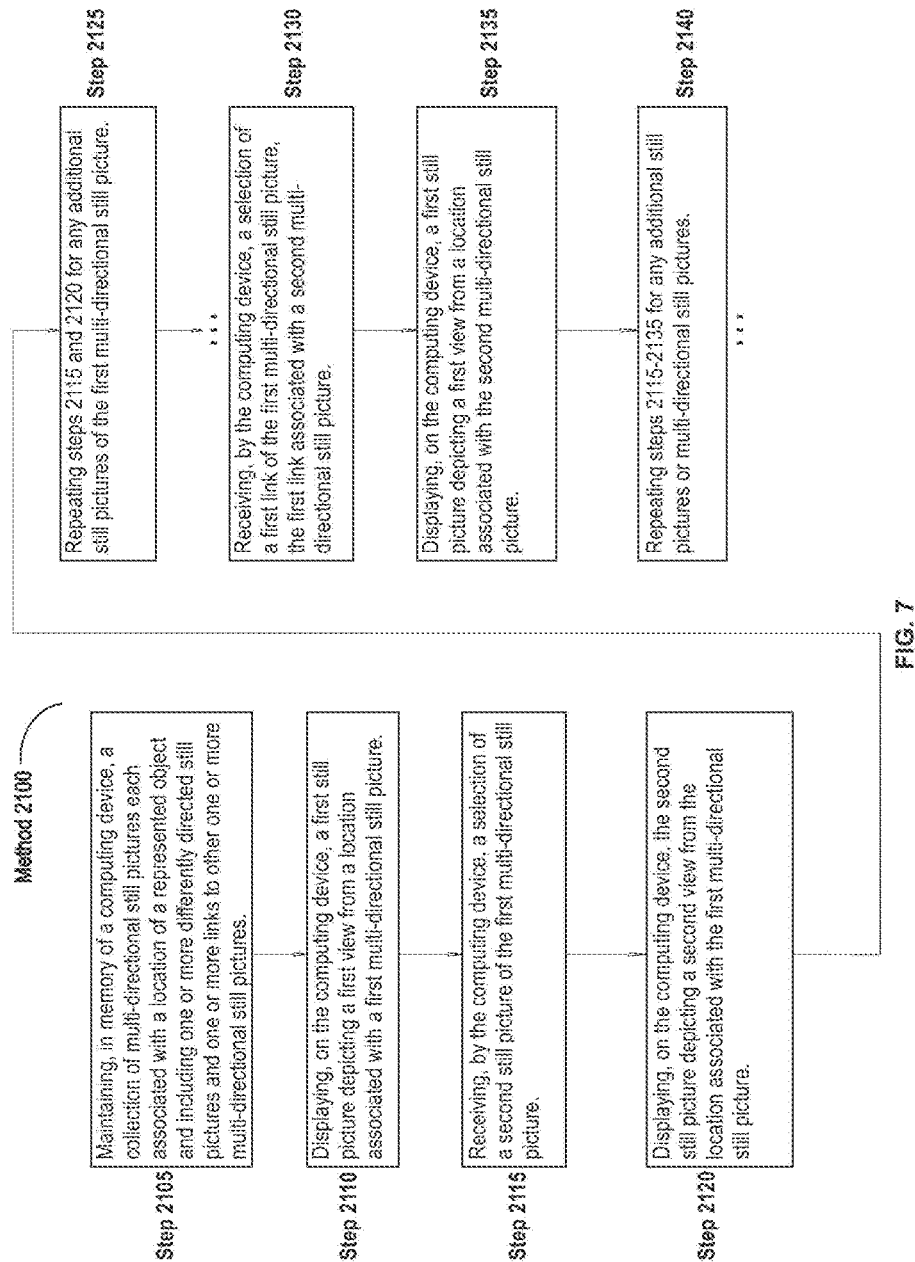 Method 2100
Step 2105
Maintaining, in memory of a computing device, a
collection of multi-directional still pictures each
associated with a location of a represented object
and including one or more differently directed still
pictures and one or more links to other one or more
multi-directional still pictures.
Step 2110
Displaying, on the computing device, a first still
picture depicting a first view from a location
associated with a first multi-directional still picture.
Step 2115
Receiving, by the computing device, a selection of
a second still picture of the first multi-directional still
picture.
Step 2120
Displaying, on the computing device, the second
still picture depicting a second view from the
location associated with the first multi-directional
still picture.
Step 2125
Repeating steps 2115 and 2120 for any additional
still pictures of the first multi-directional still picture.
Step 2130
Receiving, by the computing device, a selection of
a first link of the first multi-directional still picture,
the first link associated with a second multi-
directional still picture.
Step 2135
Displaying, on the computing device, a first still
picture depicting a first view from a location
associated with the second multi-directional still
picture.
Step 2140
Repeating steps 2115-2135 for any additional still
pictures or multi-directional still pictures.
FIG. 7